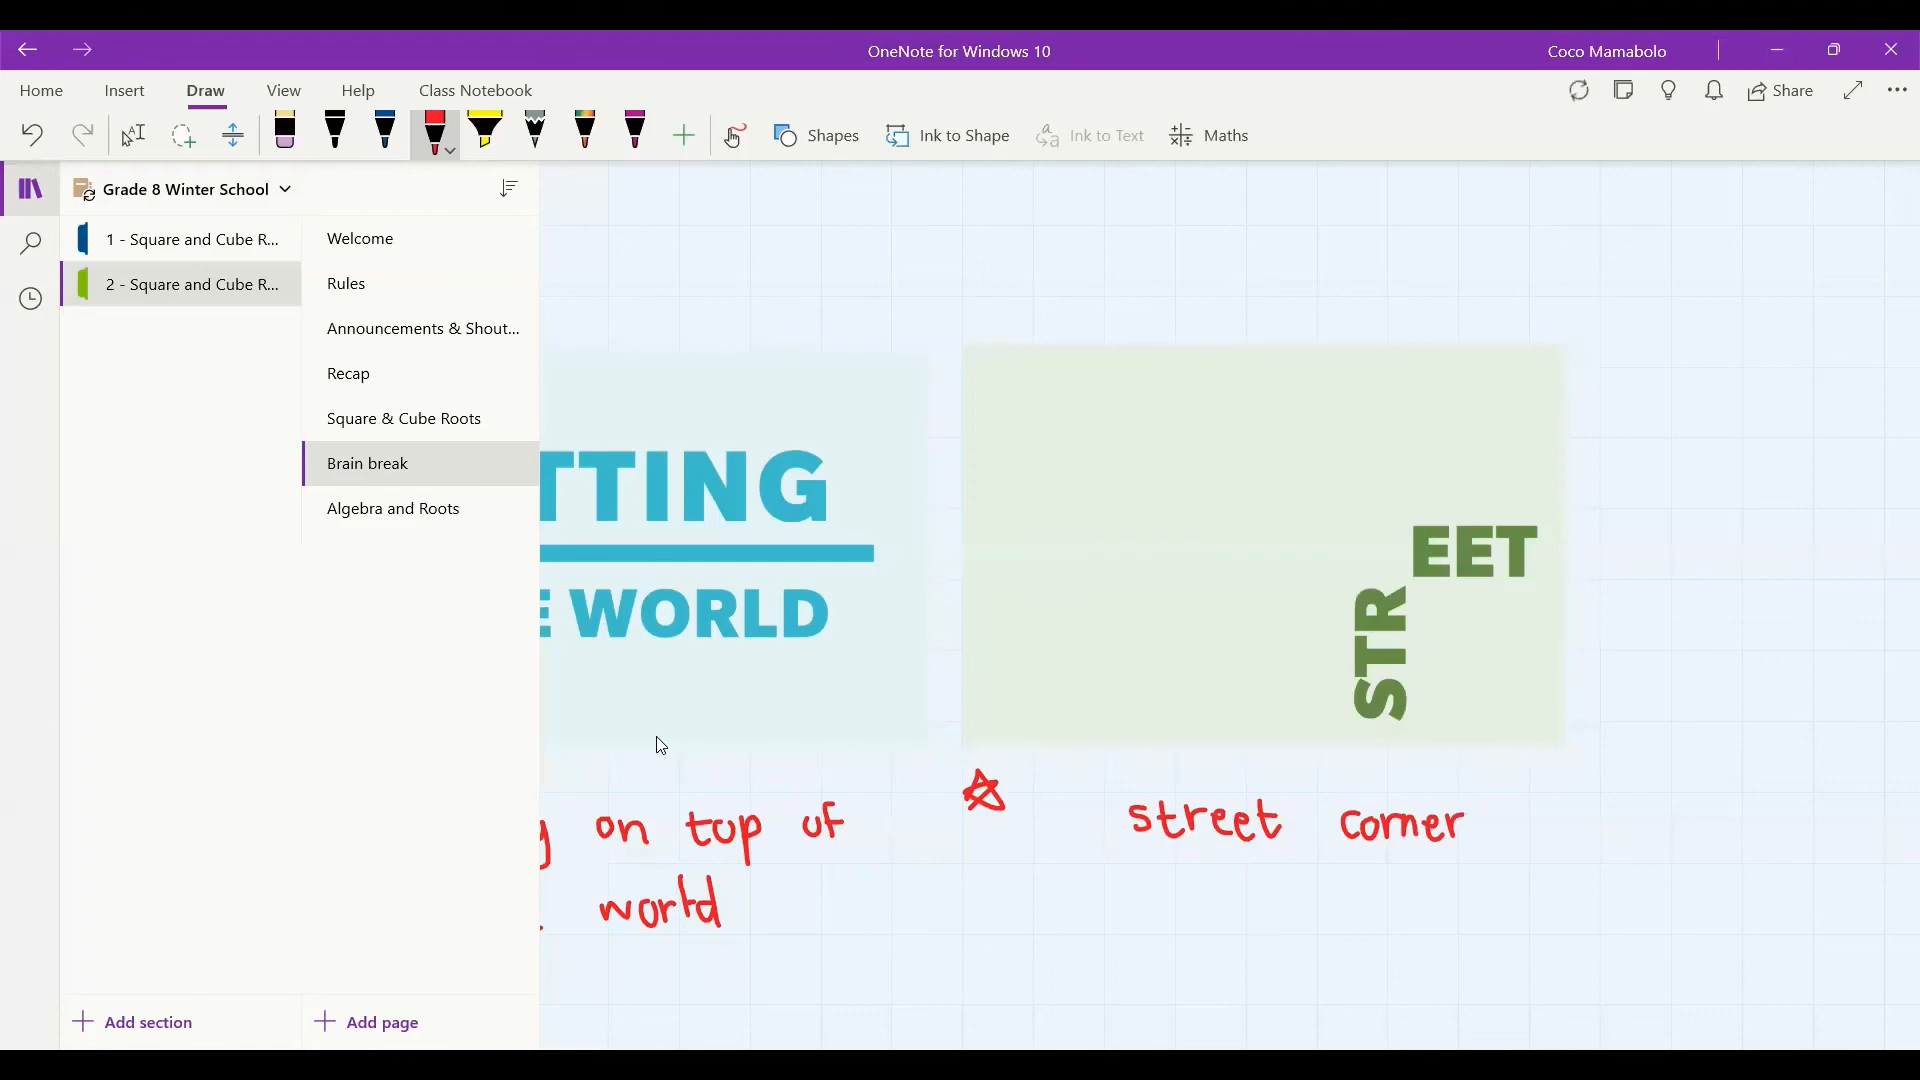 OneNote for Windows 10
Coco Mamabolo
Home Insert Draw View Help Class Notebook
Share
Shapes Ink to Shape Ink to Text Maths
Grade 8 Winter School
1 - Square and Cube R...
2 - Square and Cube R...
Welcome
Rules
Announcements & Shout...
Recap
Square & Cube Roots
Brain break
Algebra and Roots
TTING
E WORLD
STREET
on top of
world
street corner
Add section
Add page